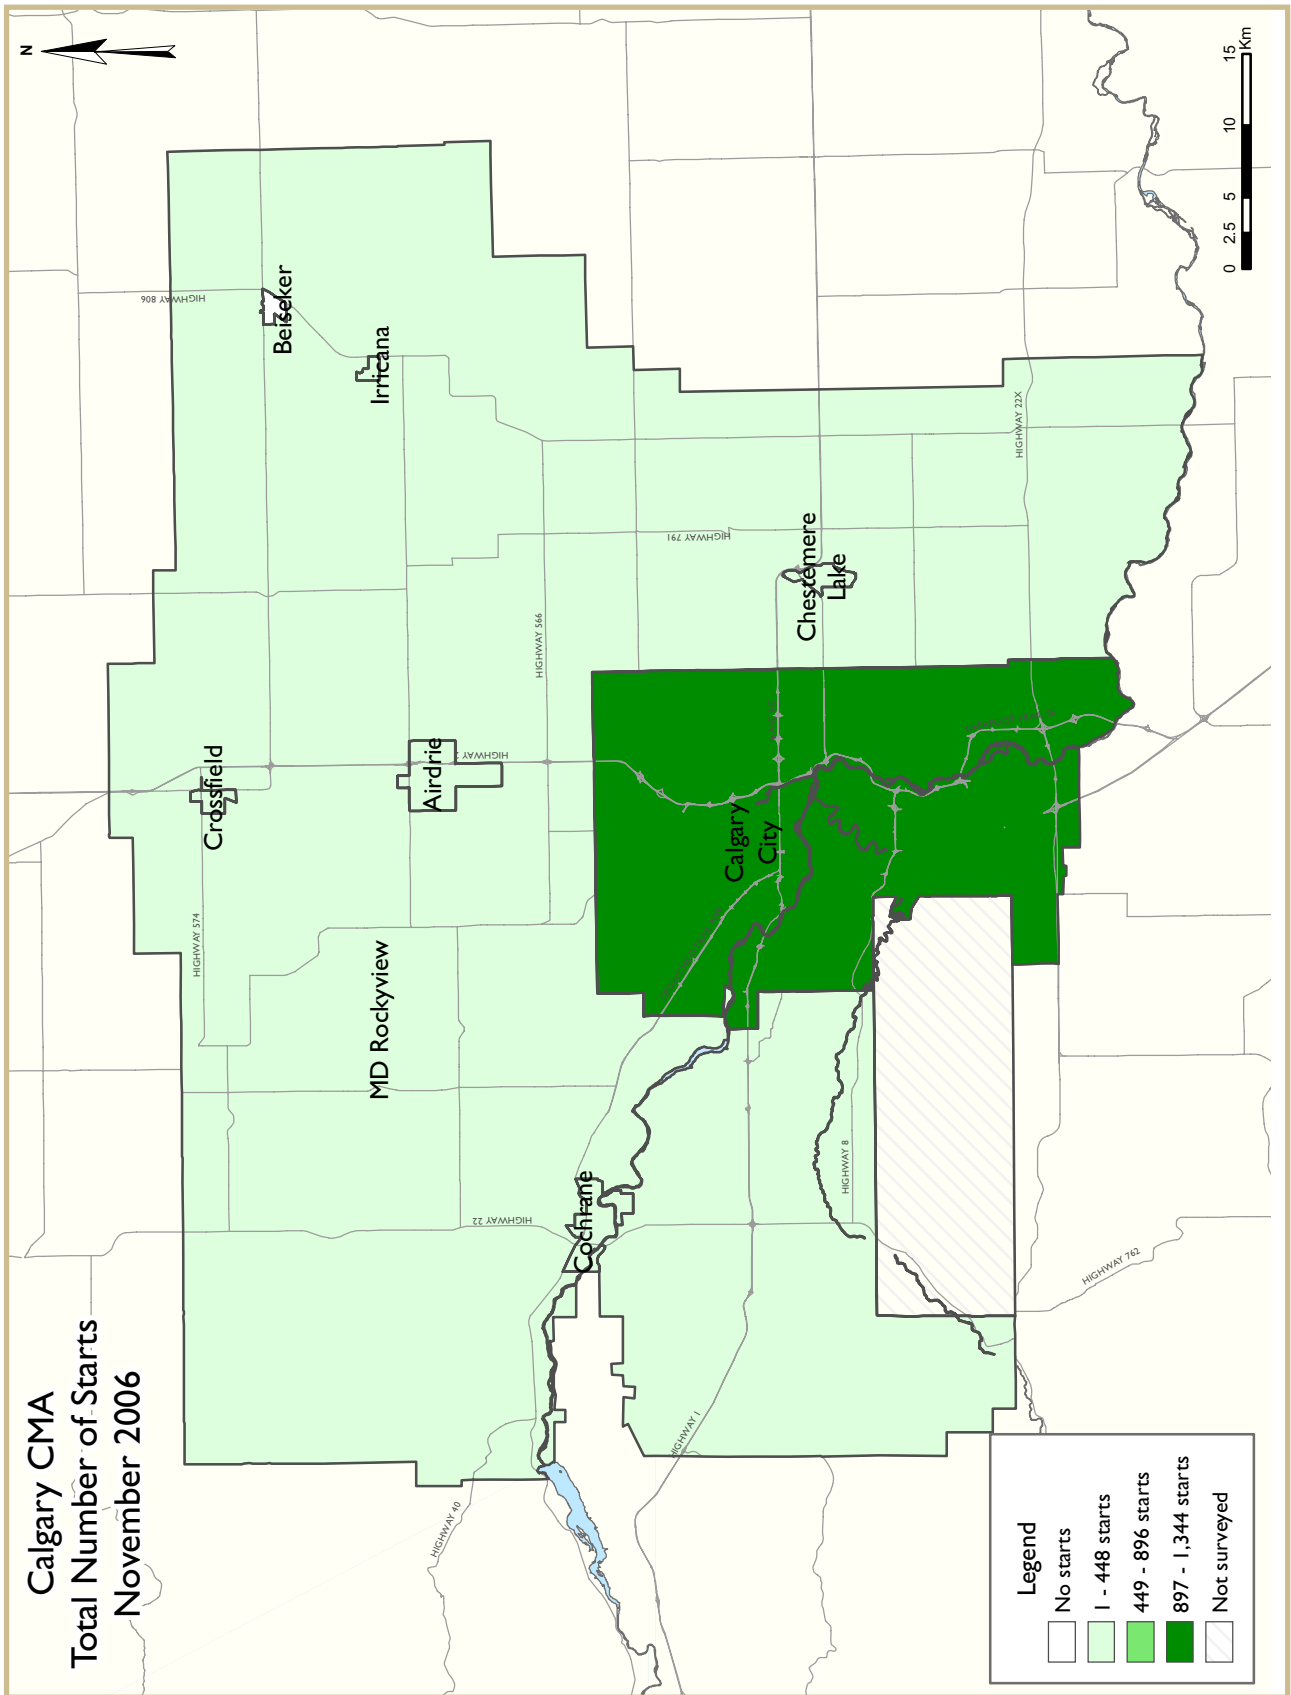 Calgary CMA
Total Number of Starts
November 2006
N
HIGHWAY 806
Beiseker
Irricana
HIGHWAY 22X
HIGHWAY 791
Chestemere
Lake
HIGHWAY 566
Crossfield
Airdrie
HIGHWAY
HIGHWAY 574
Calgary
City
MD Rockyview
HIGHWAY 8
HIGHWAY 22
Cochrane
HIGHWAY 762
HIGHWAY 1
HIGHWAY 40
Legend
No starts
1 - 448 starts
449 - 896 starts
897 - 1,344 starts
Not surveyed
0 2.5 5 10 15
Km